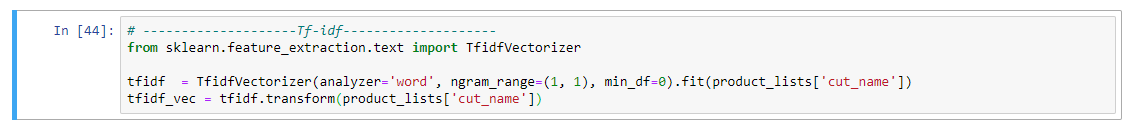 In [44]: # --------------------Tf-idf--------------------
from sklearn.feature_extraction.text import TfidfVectorizer
tfidf  = TfidfVectorizer(analyzer='word', ngram_range=(1, 1), min_df=0).fit(product_lists['cut_name'])
tfidf_vec = tfidf.transform(product_lists['cut_name'])